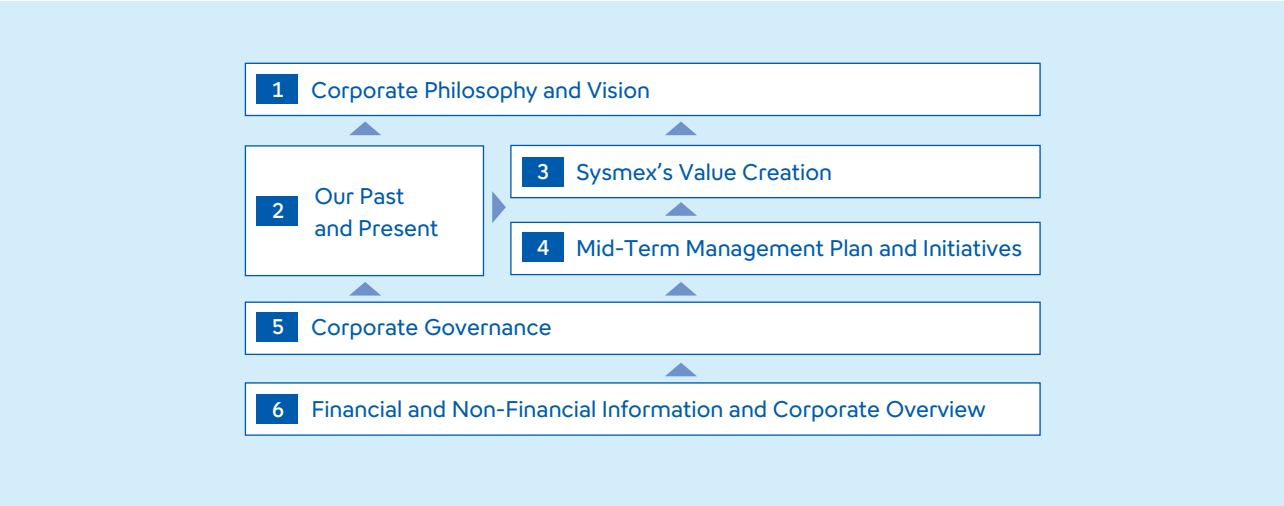 1 Corporate Philosophy and Vision
2 Our Past
and Present
3 Sysmex’s Value Creation
4 Mid-Term Management Plan and Initiatives
5 Corporate Governance
6 Financial and Non-Financial Information and Corporate Overview